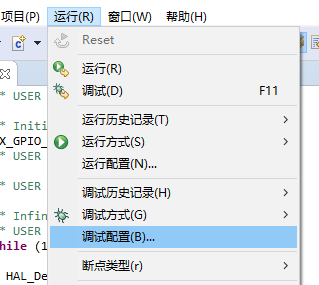 项目(P) 运行(R) 窗口(W) 帮助(H)
Reset
运行(R)
调试(D) F11
运行历史记录(T)
运行方式(S)
运行配置(N)...
调试历史记录(H)
调试方式(G)
调试配置(B)...
断点类型(r)
* USER
* Initi
X_GPIO_
* USER
* USER
* Infin
* USER
hile (1
HAL_De